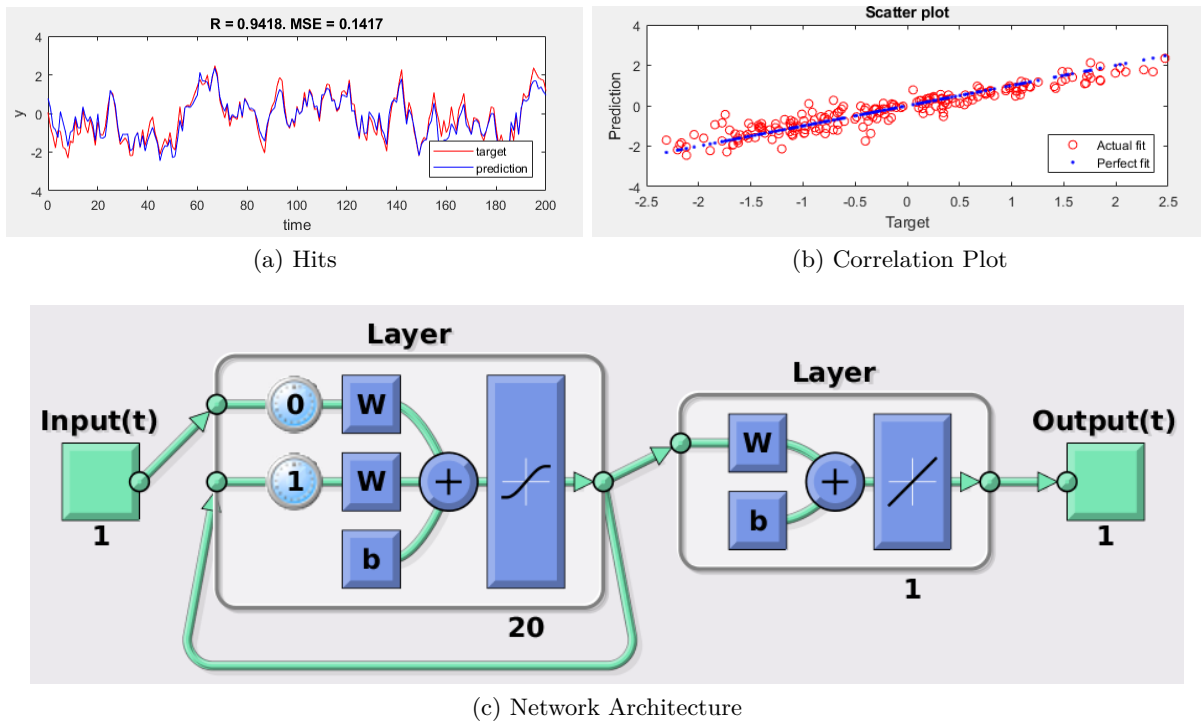 R = 0.9418. MSE = 0.1417
4
2
0
-2
-4
y
0
20
40
60
80
100
120
140
160
180
200
time
target
prediction
(a) Hits
Scatter plot
4
2
0
-2
-4
Prediction
-2.5
-2
-1.5
-1
-0.5
0
0.5
1
1.5
2
2.5
Target
Actual fit
Perfect fit
(b) Correlation Plot
Layer
Input(t)
1
0
W
1
W
b
20
Layer
W
b
1
Output(t)
1
(c) Network Architecture